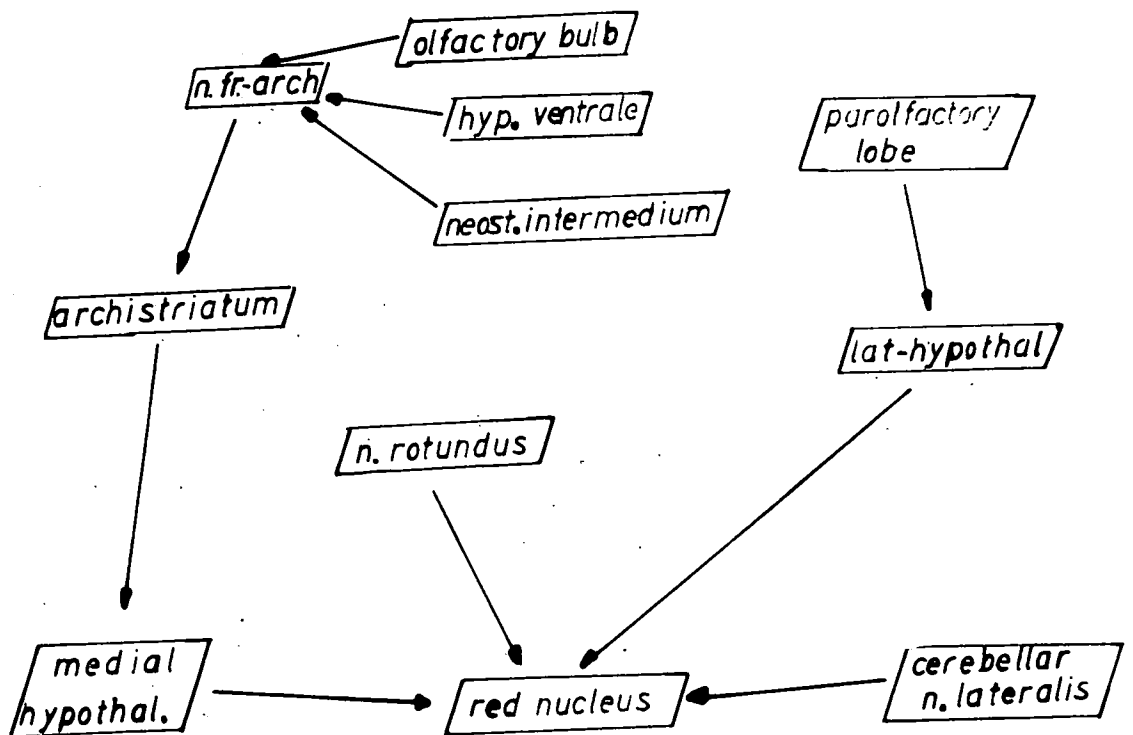 olfactory bulb
n. fr.-arch
hyp. ventrale
parolfactory
lobe
neost. intermedium
archistriatum
lat-hypothal
n. rotundus
medial
hypothal.
red nucleus
cerebellar
n. lateralis